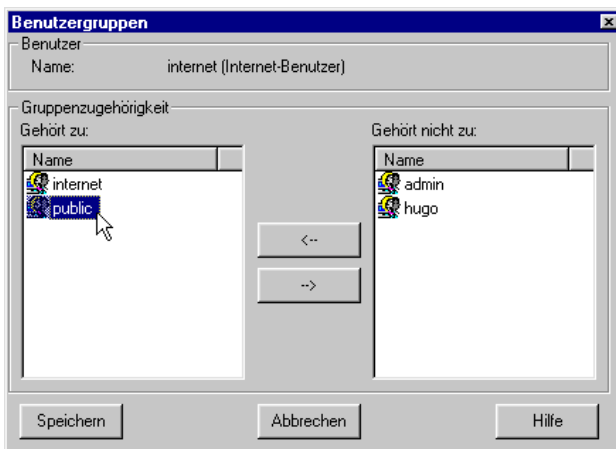 Benutzergruppen
Benutzer
Name: internet (Internet-Benutzer)
Gruppenzugehörigkeit
Gehört zu: Gehört nicht zu:
Name Name
internet admin
public hugo
<--
-->
Speichern Abbrechen Hilfe